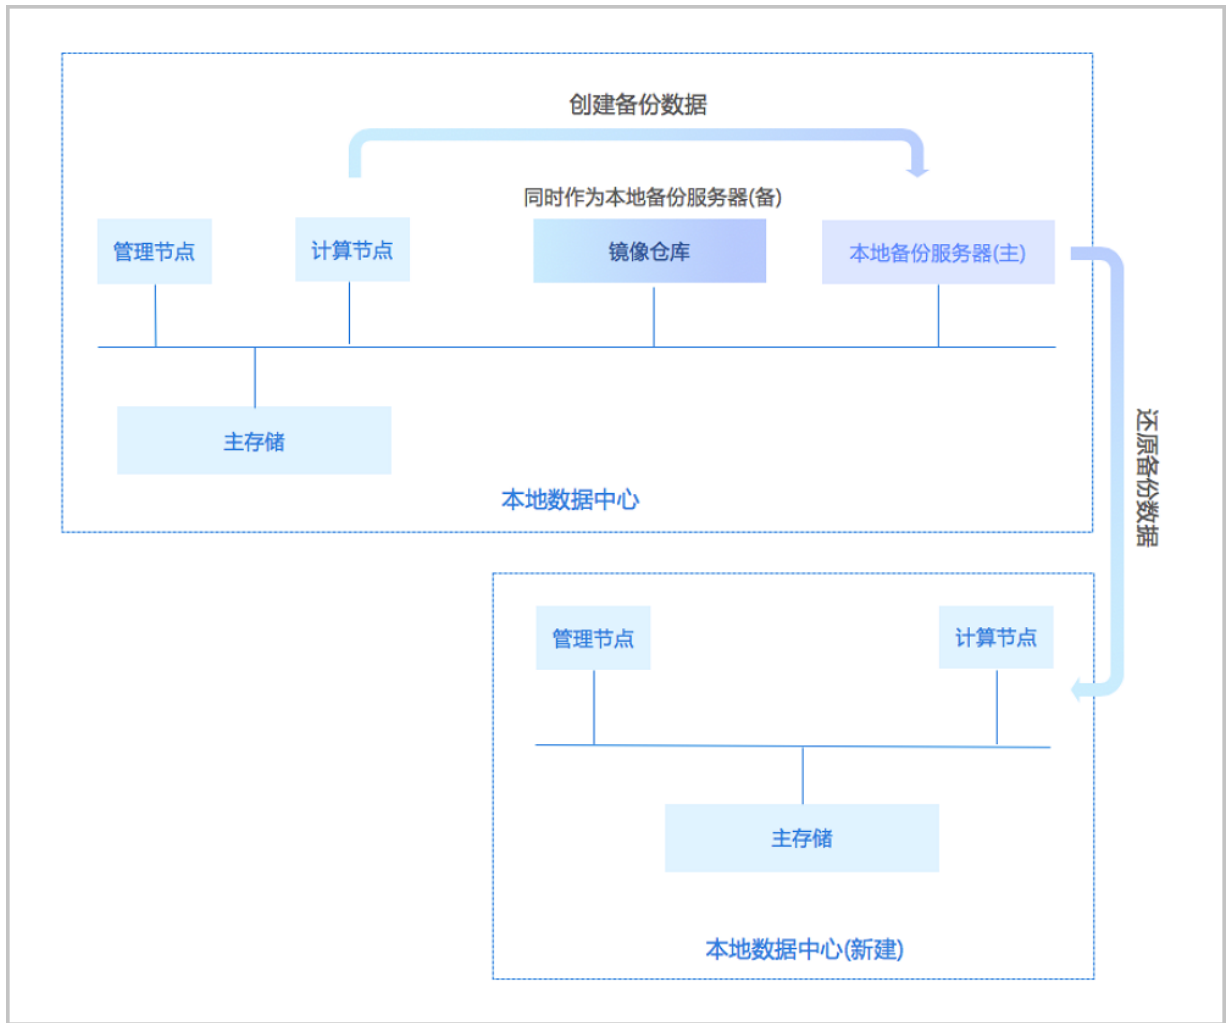 创建备份数据
同时作为本地备份服务器(备)
管理节点
计算节点
镜像仓库
本地备份服务器(主)
主存储
本地数据中心
还原备份数据
管理节点
计算节点
主存储
本地数据中心(新建)